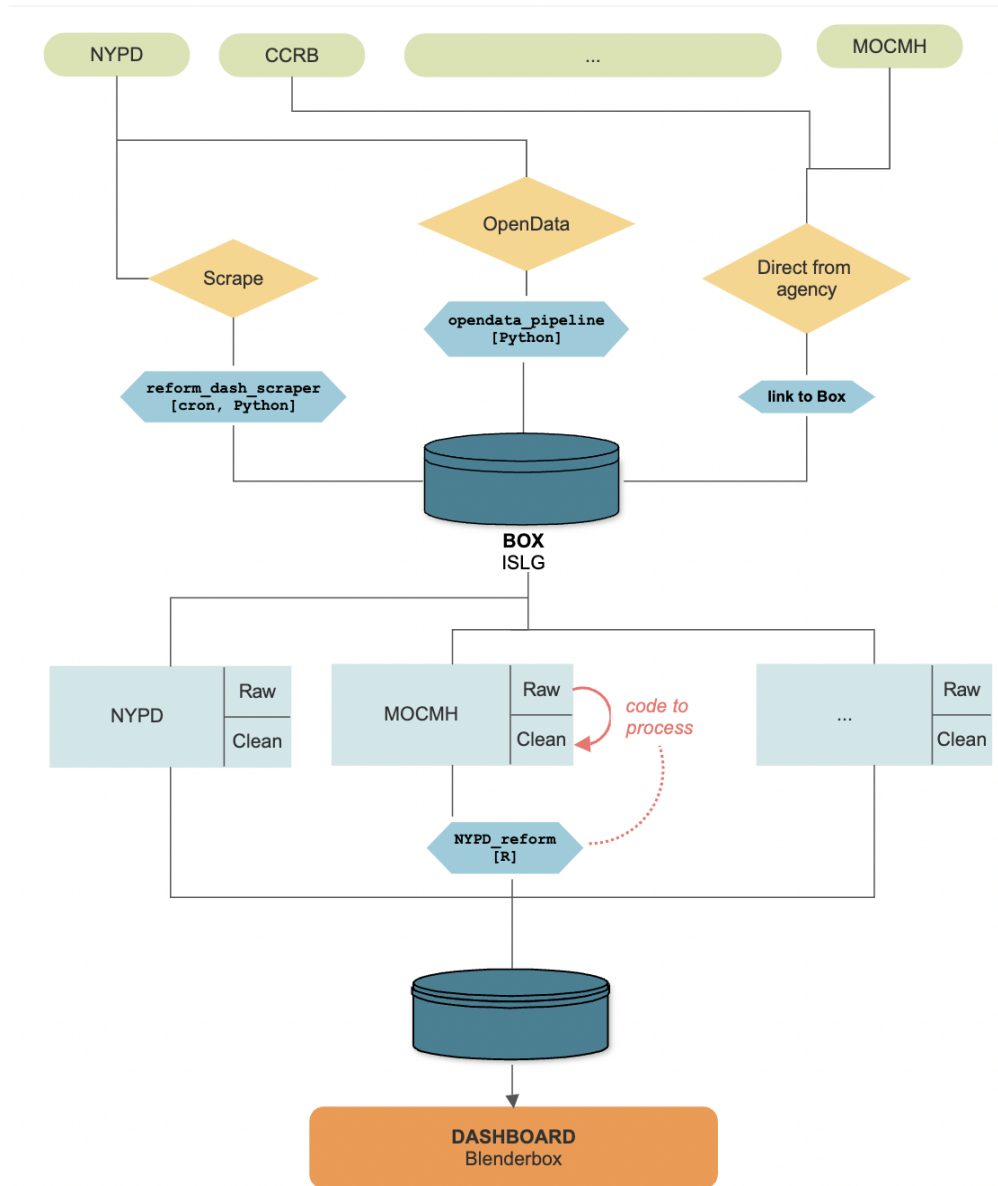 NYPD
CCRB
...
MOCMH
OpenData
Scrape
Direct from
agency
opendata_pipeline
[Python]
reform_dash_scraper
[cron, Python]
link to Box
BOX
ISLG
NYPD
Raw
Clean
MOCMH
Raw
Clean
code to
process
...
Raw
Clean
NYPD_reform
[R]
DASHBOARD
Blenderbox